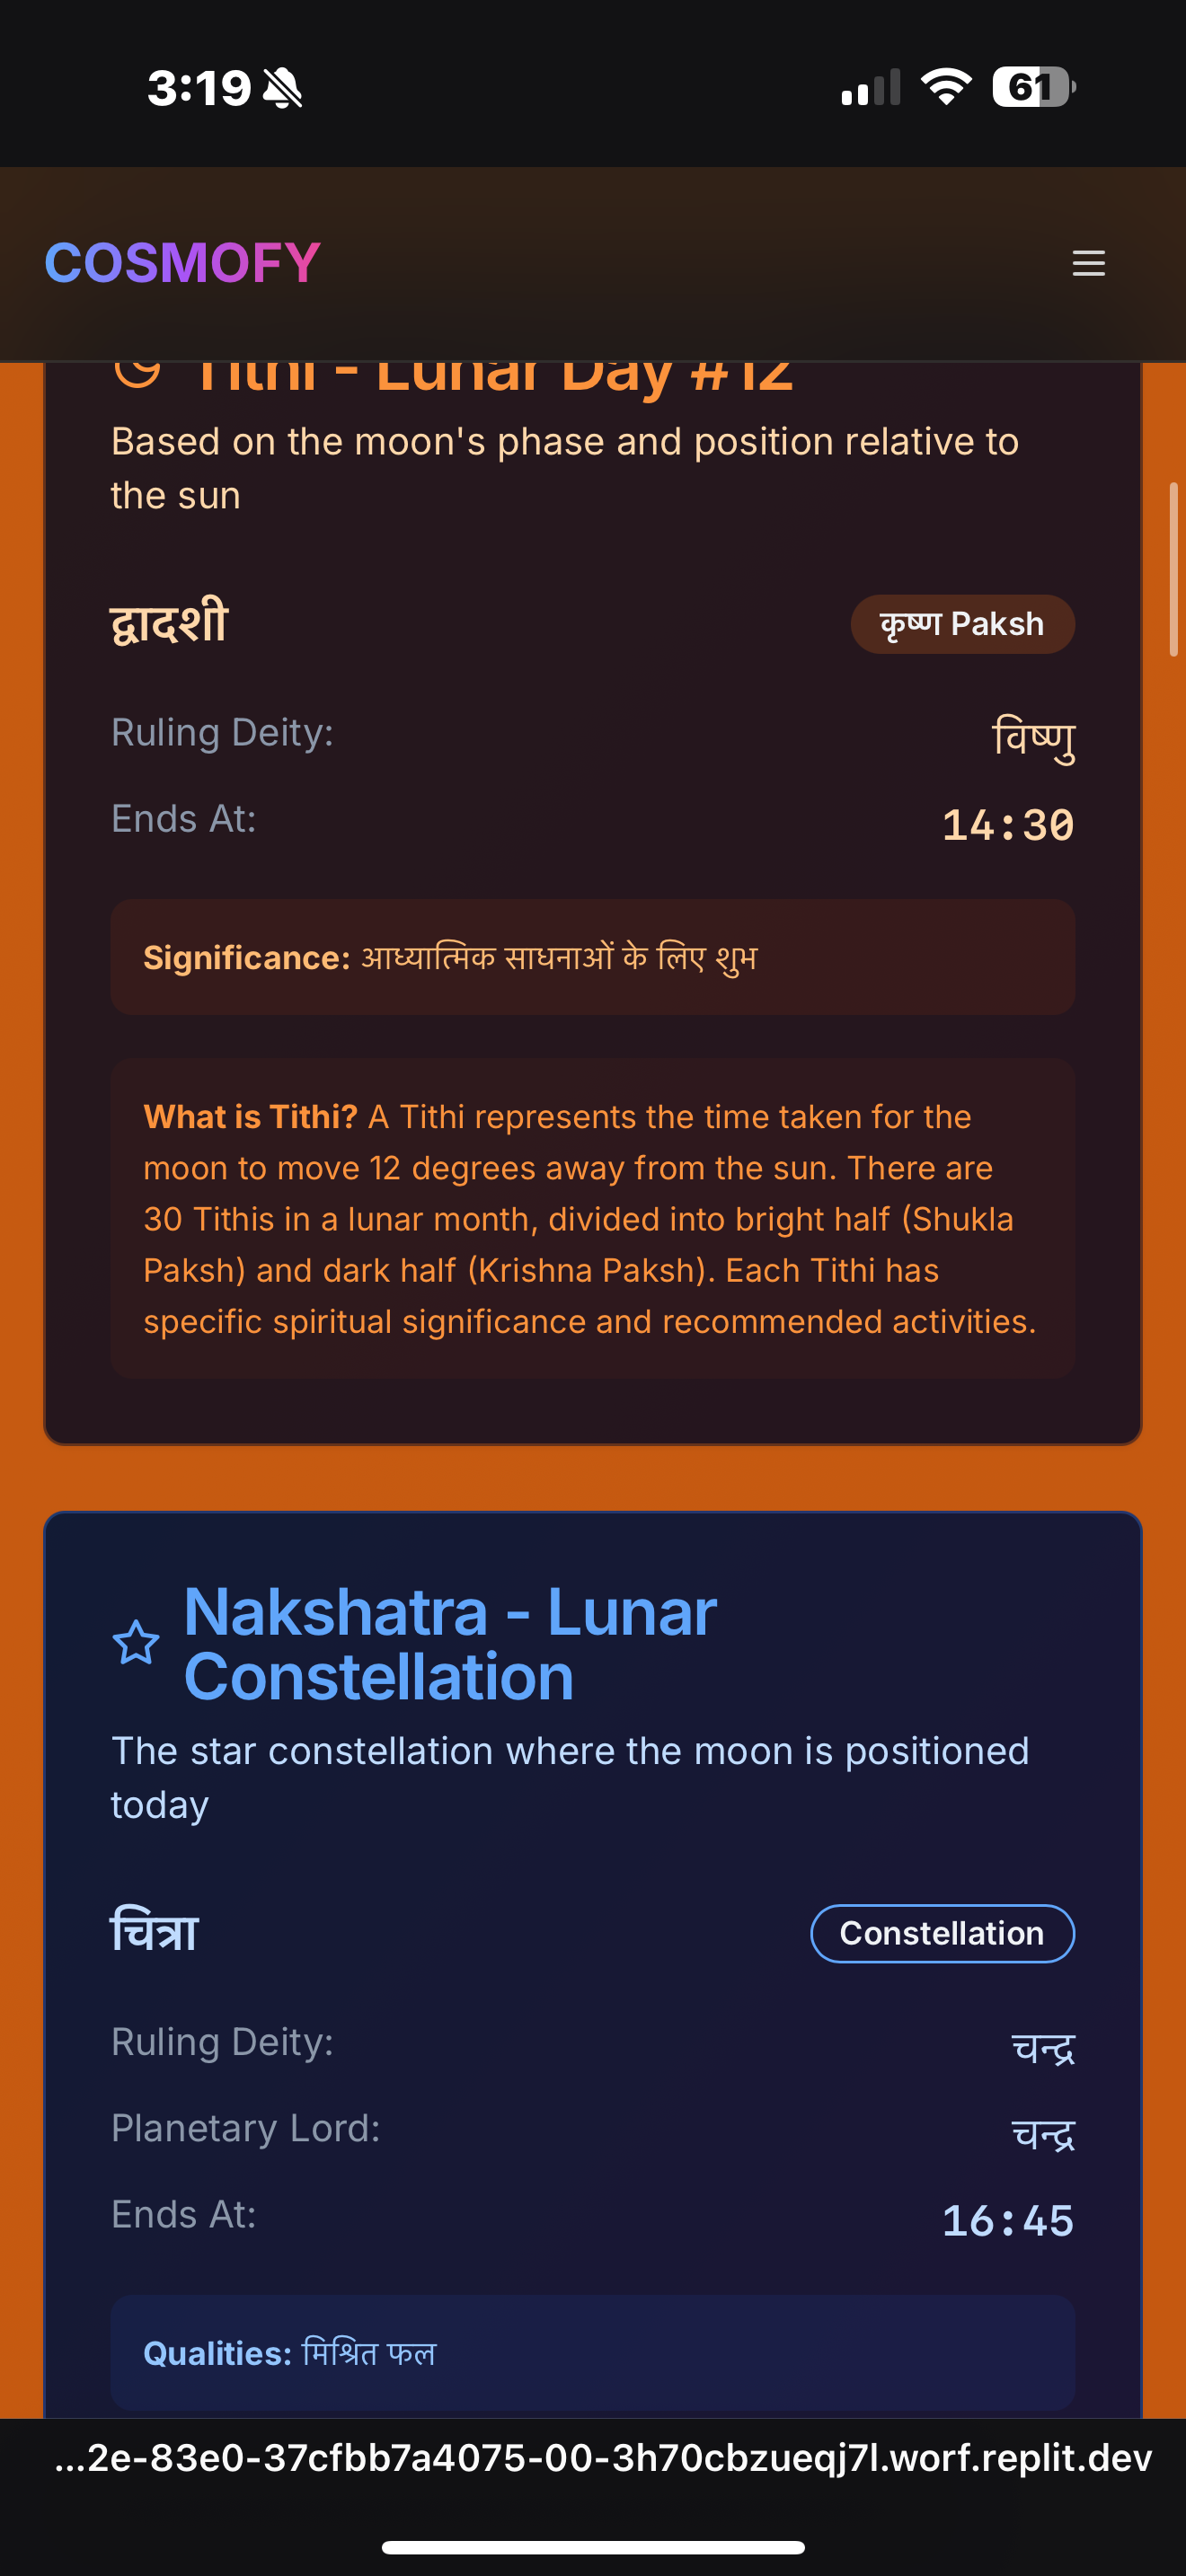 3:19
61
COSMOFY
Tithi - Lunar Day #12
Based on the moon's phase and position relative to
the sun
द्वादशी
कृष्ण Paksh
Ruling Deity:
विष्णु
Ends At:
14:30
Significance: आध्यात्मिक साधनाओं के लिए शुभ
What is Tithi? A Tithi represents the time taken for the
moon to move 12 degrees away from the sun. There are
30 Tithis in a lunar month, divided into bright half (Shukla
Paksh) and dark half (Krishna Paksh). Each Tithi has
specific spiritual significance and recommended activities.
Nakshatra - Lunar
Constellation
The star constellation where the moon is positioned
today
चित्रा
Constellation
Ruling Deity:
चन्द्र
Planetary Lord:
चन्द्र
Ends At:
16:45
Qualities: मिश्रित फल
...2e-83e0-37cfbb7a4075-00-3h70cbzueqj7l.worf.replit.dev